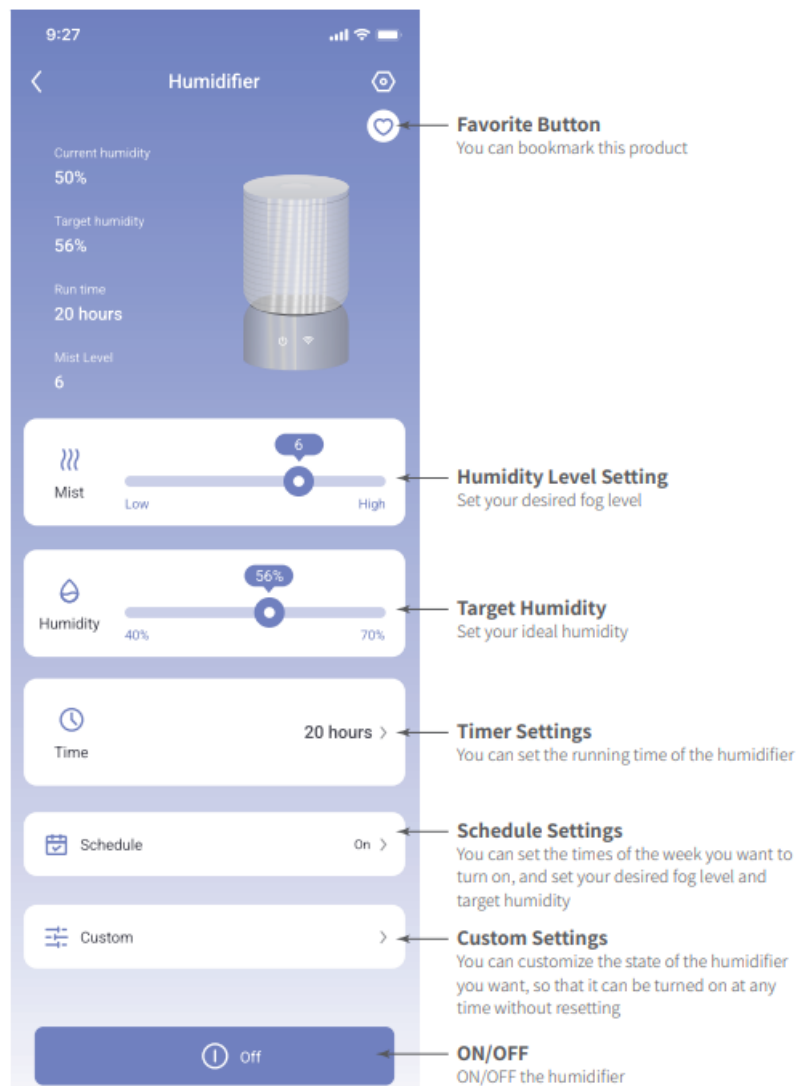 9:27
Humidifier
Favorite Button
You can bookmark this product
Current humidity
50%
Target humidity
56%
Run time
20 hours
Mist Level
6
6
Mist
Low
High
Humidity Level Setting
Set your desired fog level
56%
Humidity
40%
70%
Target Humidity
Set your ideal humidity
Time
20 hours
Timer Settings
You can set the running time of the humidifier
Schedule
On
Schedule Settings
You can set the times of the week you want to
turn on, and set your desired fog level and
target humidity
Custom
Custom Settings
You can customize the state of the humidifier
you want, so that it can be turned on at any
time without resetting
Off
ON/OFF
ON/OFF the humidifier